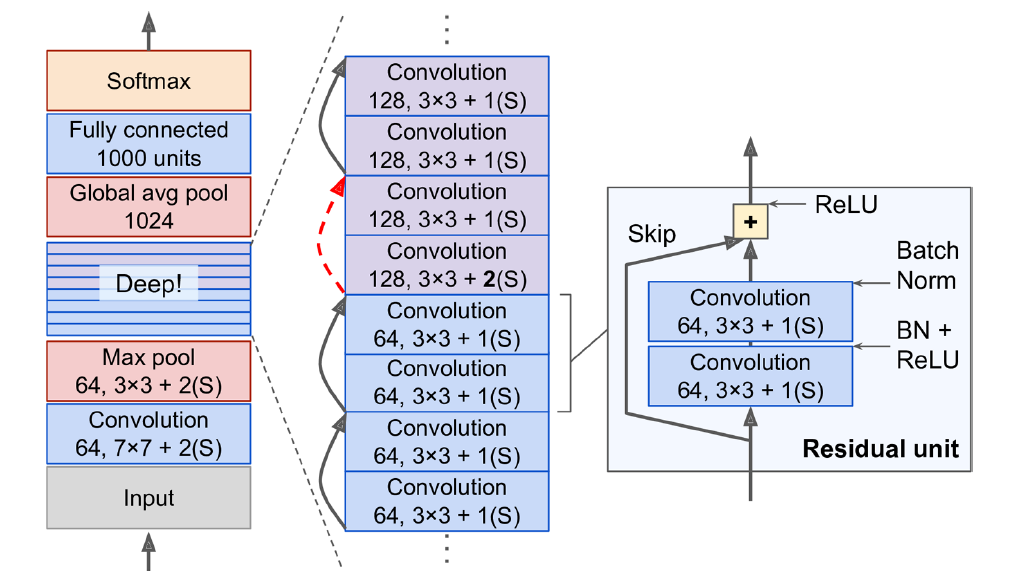 Softmax
Fully connected
1000 units
Global avg pool
1024
Deep!
Max pool
64, 3×3 + 2(S)
Convolution
64, 7×7 + 2(S)
Input
Convolution
128, 3×3 + 1(S)
Convolution
128, 3×3 + 1(S)
Convolution
128, 3×3 + 1(S)
Convolution
128, 3×3 + 2(S)
Convolution
64, 3×3 + 1(S)
Convolution
64, 3×3 + 1(S)
Convolution
64, 3×3 + 1(S)
Convolution
64, 3×3 + 1(S)
ReLU
+
Skip
Batch
Norm
Convolution
64, 3×3 + 1(S)
BN +
ReLU
Convolution
64, 3×3 + 1(S)
Residual unit